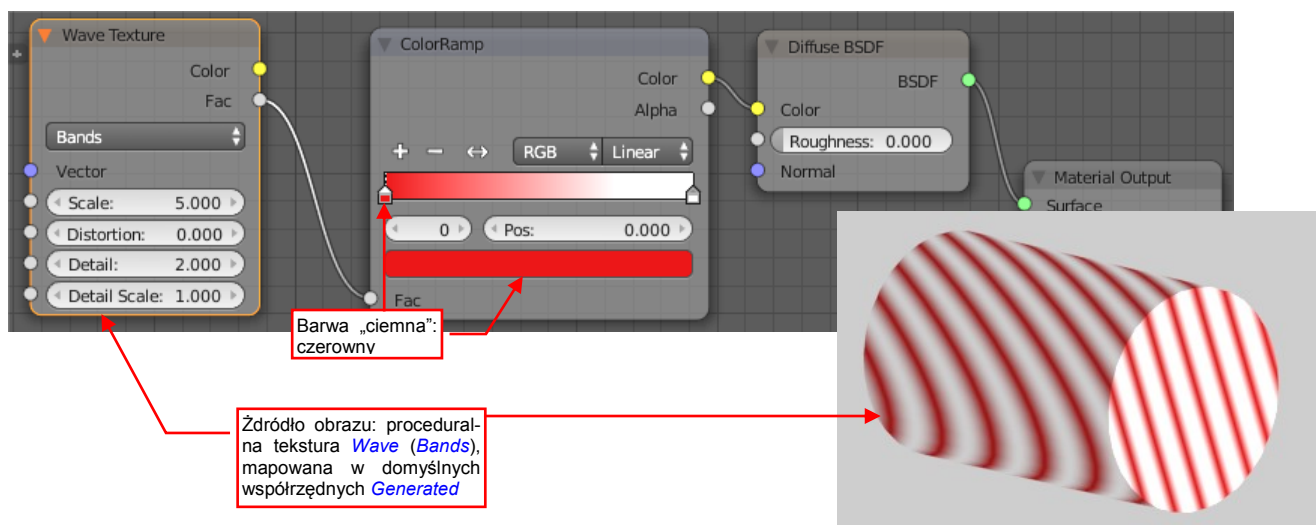 Wave Texture
Color
Fac
Bands
Vector
Scale: 5.000
Distortion: 0.000
Detail: 2.000
Detail Scale: 1.000
ColorRamp
Color
Alpha
+ − ↔ RGB Linear
0 Pos: 0.000
Fac
Diffuse BSDF
BSDF
Color
Roughness: 0.000
Normal
Material Output
Surface
Barwa „ciemna”:
czerowny
Żdródło obrazu: procedural-
na tekstura Wave (Bands),
mapowana w domyślnych
współrzędnych Generated